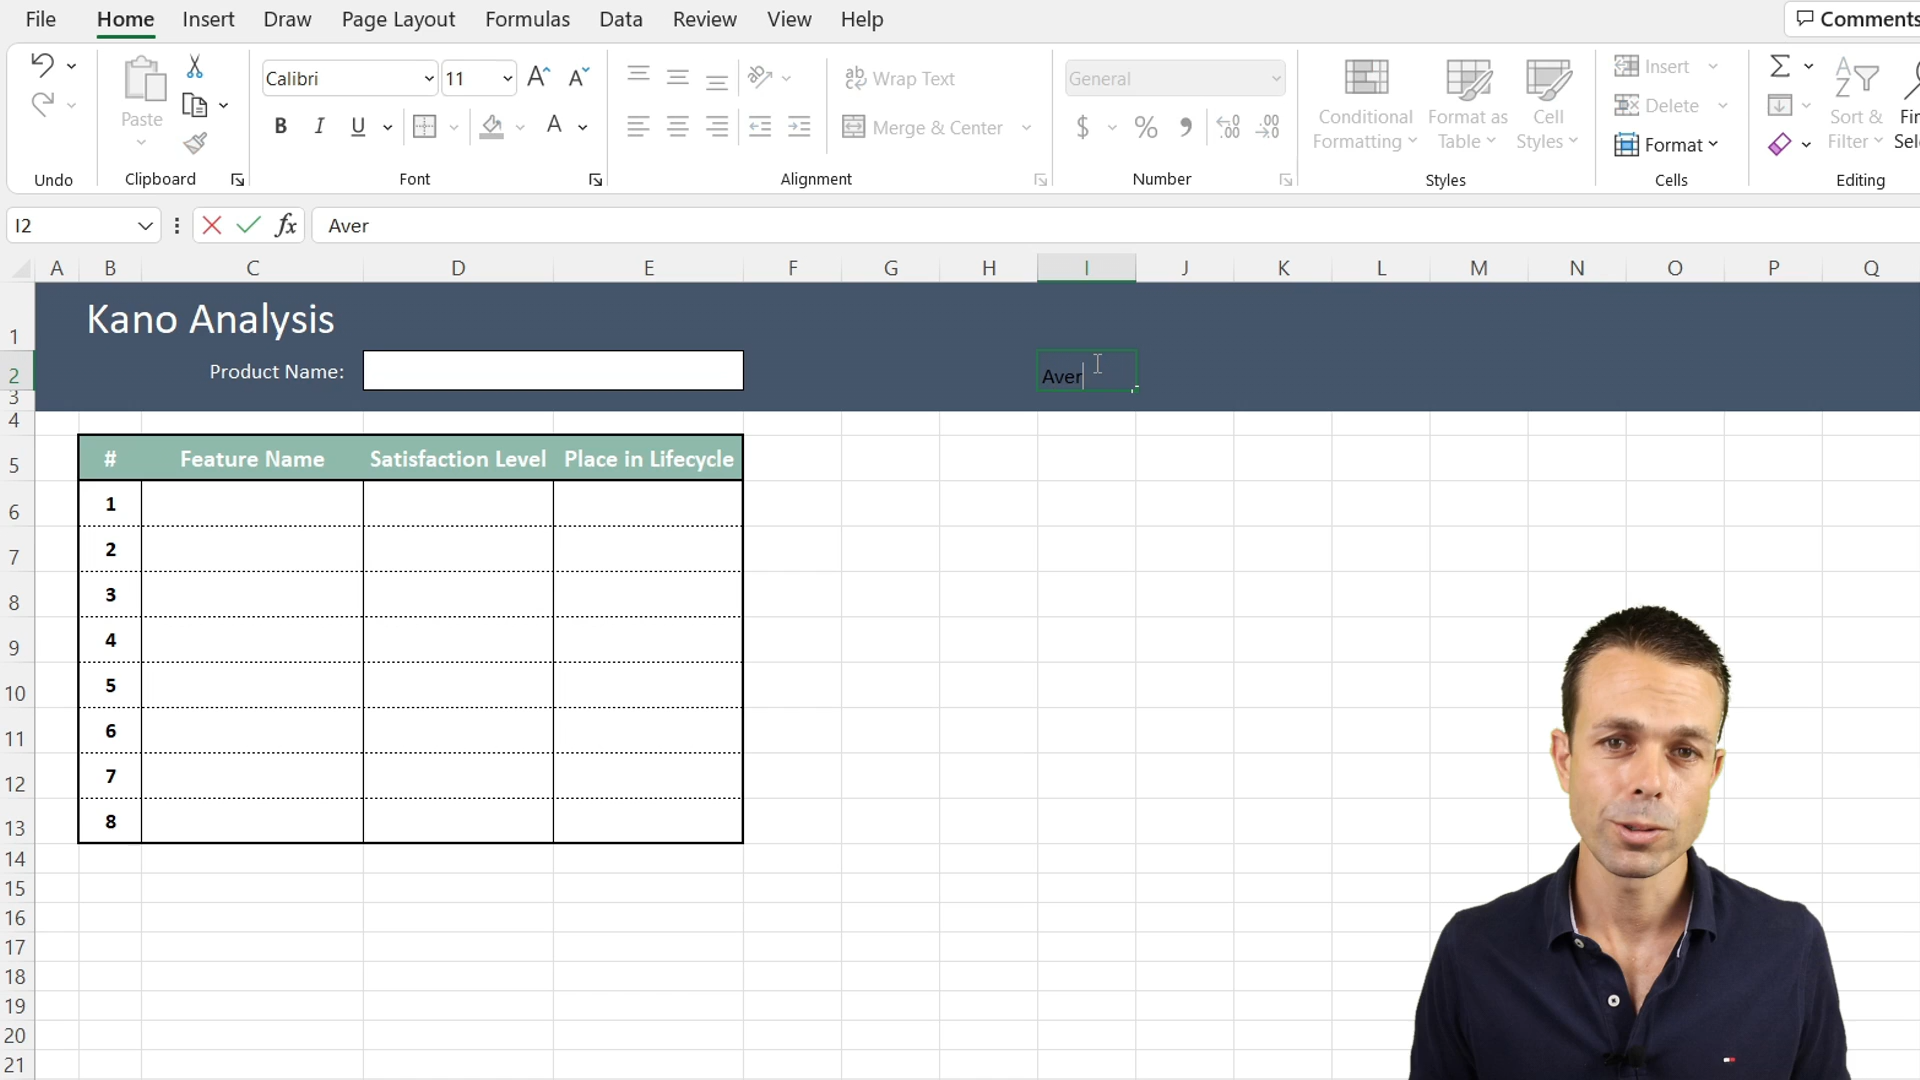 File Home Insert Draw Page Layout Formulas Data Review View Help Comments
Calibri 11 A A ab Wrap Text General Insert
Paste Conditional Format as Cell Delete Sort &
B I U A Merge & Center $ % 9 Formatting Table Styles Format Filter
Undo Clipboard Font Alignment Number Styles Cells Editing
I2 fx Aver
A B C D E F G H I J K L M N O P Q
1 Kano Analysis
2 Product Name: Aver
3
4
5 # Feature Name Satisfaction Level Place in Lifecycle
6 1
7 2
8 3
9 4
10 5
11 6
12 7
13 8
14
15
16
17
18
19
20
21